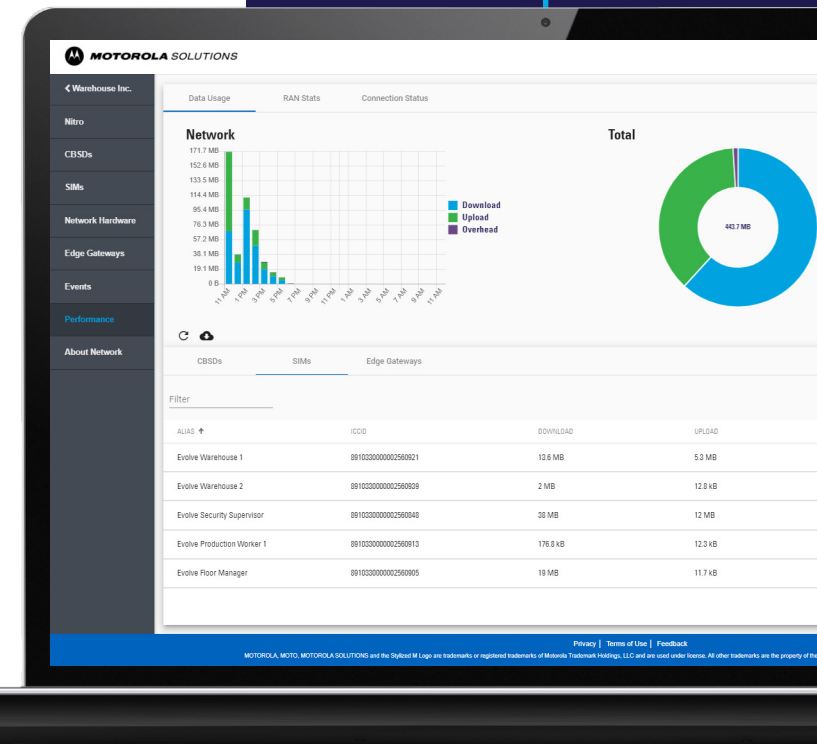 MOTOROLA SOLUTIONS
Warehouse Inc.
Nitro
CBSDs
SIMs
Network Hardware
Edge Gateways
Events
Performance
About Network
Data Usage RAN Stats Connection Status
Network
171.7 MB
152.6 MB
133.5 MB
114.4 MB
95.4 MB
76.3 MB
57.2 MB
38.1 MB
19.1 MB
0 B
11 AM 1 PM 3 PM 5 PM 7 PM 9 PM 11 PM 1 AM 3 AM 5 AM 7 AM 9 AM 11 AM
Download
Upload
Overhead
Total
443.7 MB
CBSDs SIMs Edge Gateways
Filter
ALIAS ICCID DOWNLOAD UPLOAD
Evolve Warehouse 1 8910330000002560921 13.6 MB 5.3 MB
Evolve Warehouse 2 8910330000002560939 2 MB 12.8 kB
Evolve Security Supervisor 8910330000002560848 38 MB 12 MB
Evolve Production Worker 1 8910330000002560913 176.8 kB 12.3 kB
Evolve Floor Manager 8910330000002560905 19 MB 11.7 kB
Privacy | Terms of Use | Feedback
MOTOROLA, MOTO, MOTOROLA SOLUTIONS and the Stylized M Logo are trademarks or registered trademarks of Motorola Trademark Holdings, LLC and are used under license. All other trademarks are the property of the